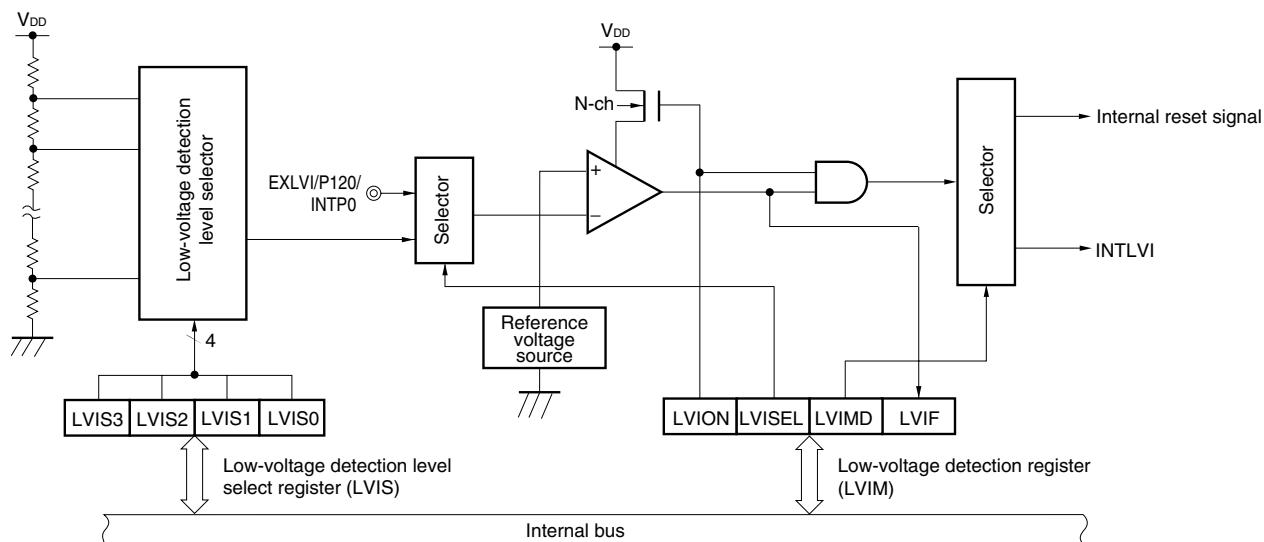 VDD
Low-voltage detection
level selector
4
LVIS3 LVIS2 LVIS1 LVIS0
Low-voltage detection level
select register (LVIS)
EXLVI/P120/
INTP0
Selector
VDD
N-ch
+
−
Reference
voltage
source
Selector
Internal reset signal
INTLVI
LVION LVISEL LVIMD LVIF
Low-voltage detection register
(LVIM)
Internal bus